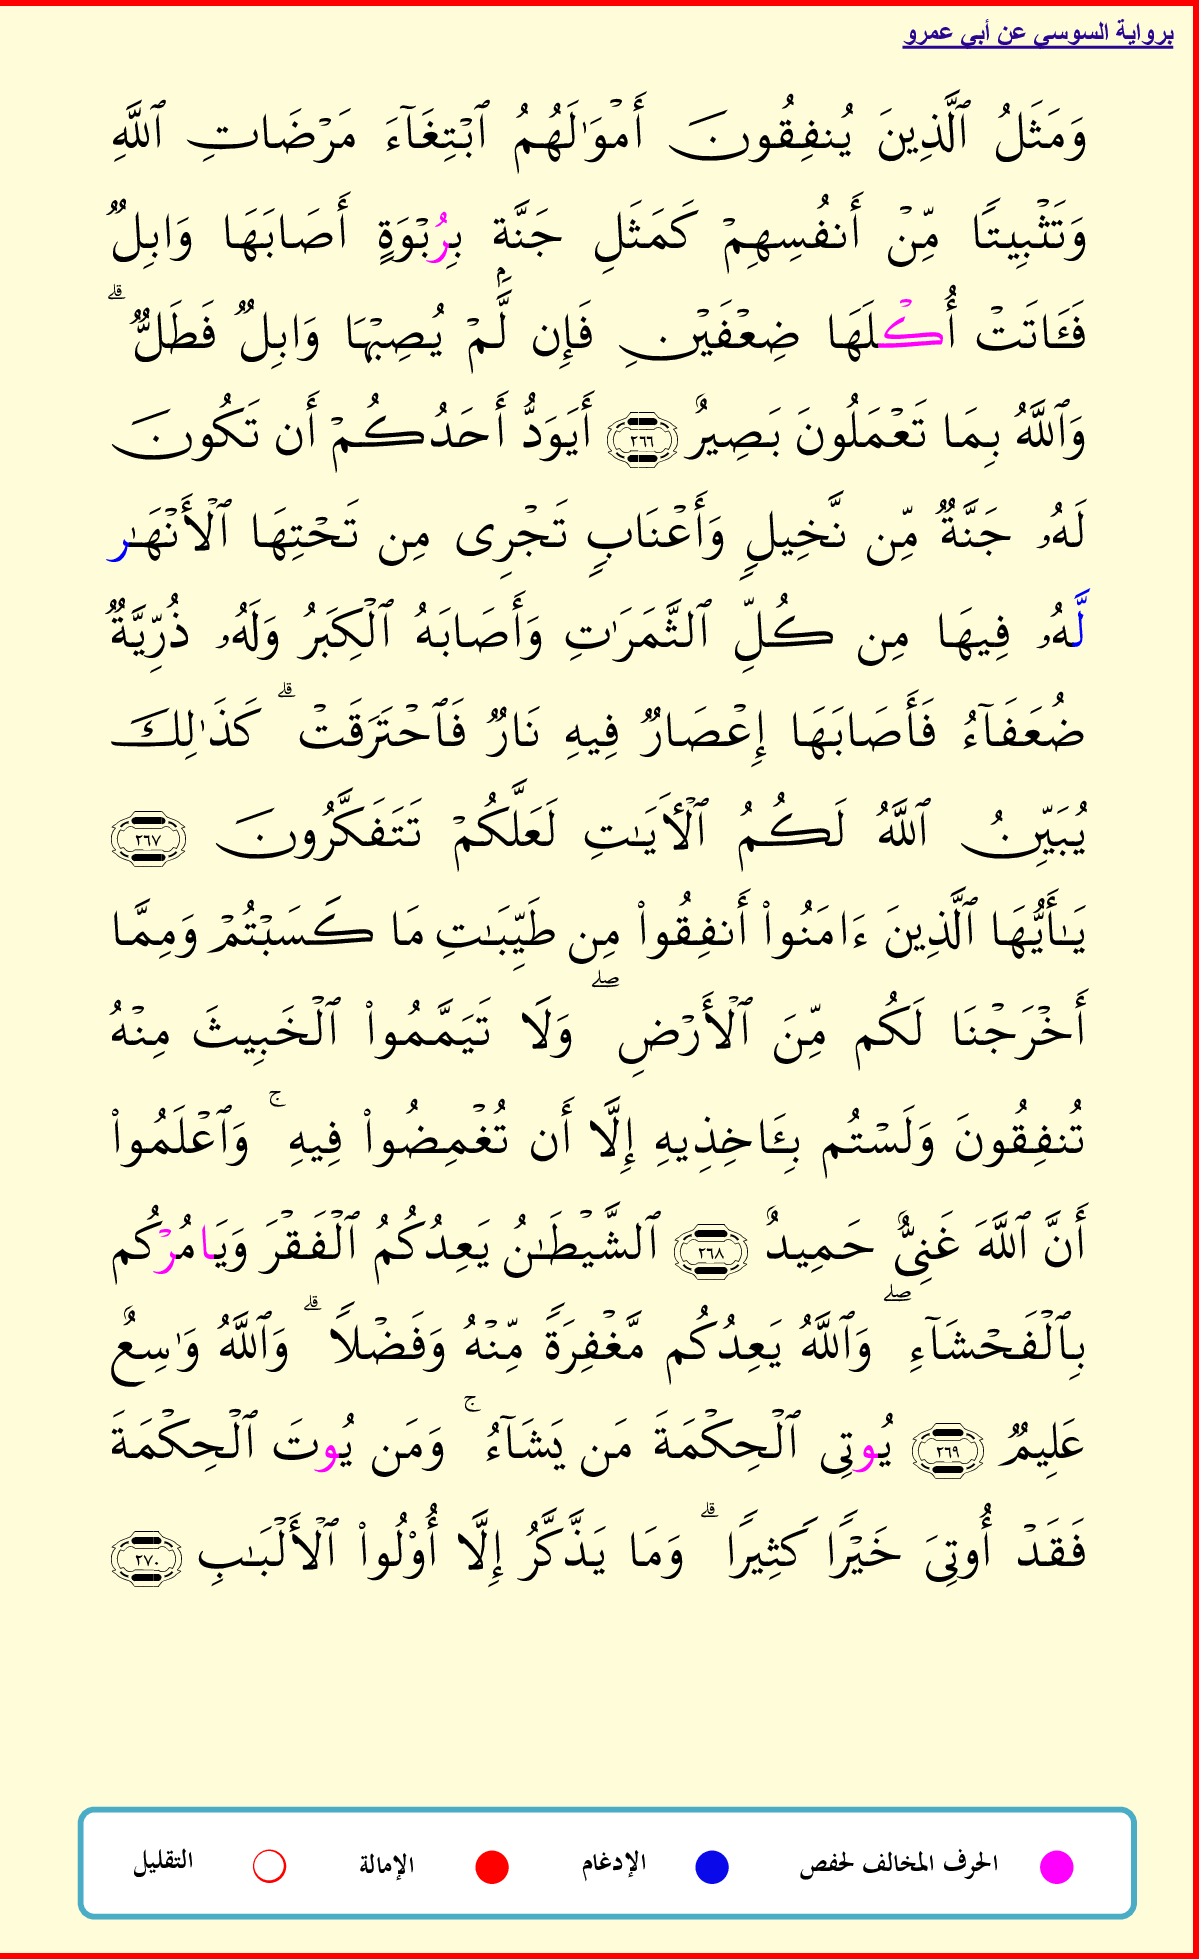 برواية السوسي عن أبي عمرو
وَمَثَلُ ٱلَّذِينَ يُنفِقُونَ أَمۡوَٰلَهُمُ ٱبۡتِغَآءَ مَرۡضَاتِ ٱللَّهِ
وَتَثۡبِيتٗا مِّنۡ أَنفُسِهِمۡ كَمَثَلِ جَنَّةِۭ بِرُبۡوَةٍ أَصَابَهَا وَابِلٞ
فَـَٔاتَتۡ أُكۡلَهَا ضِعۡفَيۡنِ فَإِن لَّمۡ يُصِبۡهَا وَابِلٞ فَطَلّٞۗ
وَٱللَّهُ بِمَا تَعۡمَلُونَ بَصِيرٌ ٢٦٦ أَيَوَدُّ أَحَدُكُمۡ أَن تَكُونَ
لَهُۥ جَنَّةٞ مِّن نَّخِيلٖ وَأَعۡنَابٖ تَجۡرِى مِن تَحۡتِهَا ٱلۡأَنۡهَٰر
لَّهُۥ فِيهَا مِن كُلِّ ٱلثَّمَرَٰتِ وَأَصَابَهُ ٱلۡكِبَرُ وَلَهُۥ ذُرِّيَّةٞ
ضُعَفَآءُ فَأَصَابَهَا إِعۡصَارٞ فِيهِ نَارٞ فَٱحۡتَرَقَتۡۗ كَذَٰلِكَ
يُبَيِّنُ ٱللَّهُ لَكُمُ ٱلۡأٓيَٰتِ لَعَلَّكُمۡ تَتَفَكَّرُونَ ٢٦٧
يَٰٓأَيُّهَا ٱلَّذِينَ ءَامَنُواْ أَنفِقُواْ مِن طَيِّبَٰتِ مَا كَسَبۡتُمۡ وَمِمَّا
أَخۡرَجۡنَا لَكُم مِّنَ ٱلۡأَرۡضِۖ وَلَا تَيَمَّمُواْ ٱلۡخَبِيثَ مِنۡهُ
تُنفِقُونَ وَلَسۡتُم بِـَٔاخِذِيهِ إِلَّا أَن تُغۡمِضُواْ فِيهِۚ وَٱعۡلَمُواْ
أَنَّ ٱللَّهَ غَنِيٌّ حَمِيدٌ ٢٦٨ ٱلشَّيۡطَٰنُ يَعِدُكُمُ ٱلۡفَقۡرَ وَيَامُرۡكُم
بِٱلۡفَحۡشَآءِۖ وَٱللَّهُ يَعِدُكُم مَّغۡفِرَةٗ مِّنۡهُ وَفَضۡلٗاۗ وَٱللَّهُ وَٰسِعٌ
عَلِيمٞ ٢٦٩ يُوتِى ٱلۡحِكۡمَةَ مَن يَشَآءُۚ وَمَن يُوتَ ٱلۡحِكۡمَةَ
فَقَدۡ أُوتِىَ خَيۡرٗا كَثِيرٗاۗ وَمَا يَذَّكَّرُ إِلَّا أُوْلُواْ ٱلۡأَلۡبَٰبِ ٢٧٠
الحرف المخالف لحفص الإدغام الإمالة التقليل